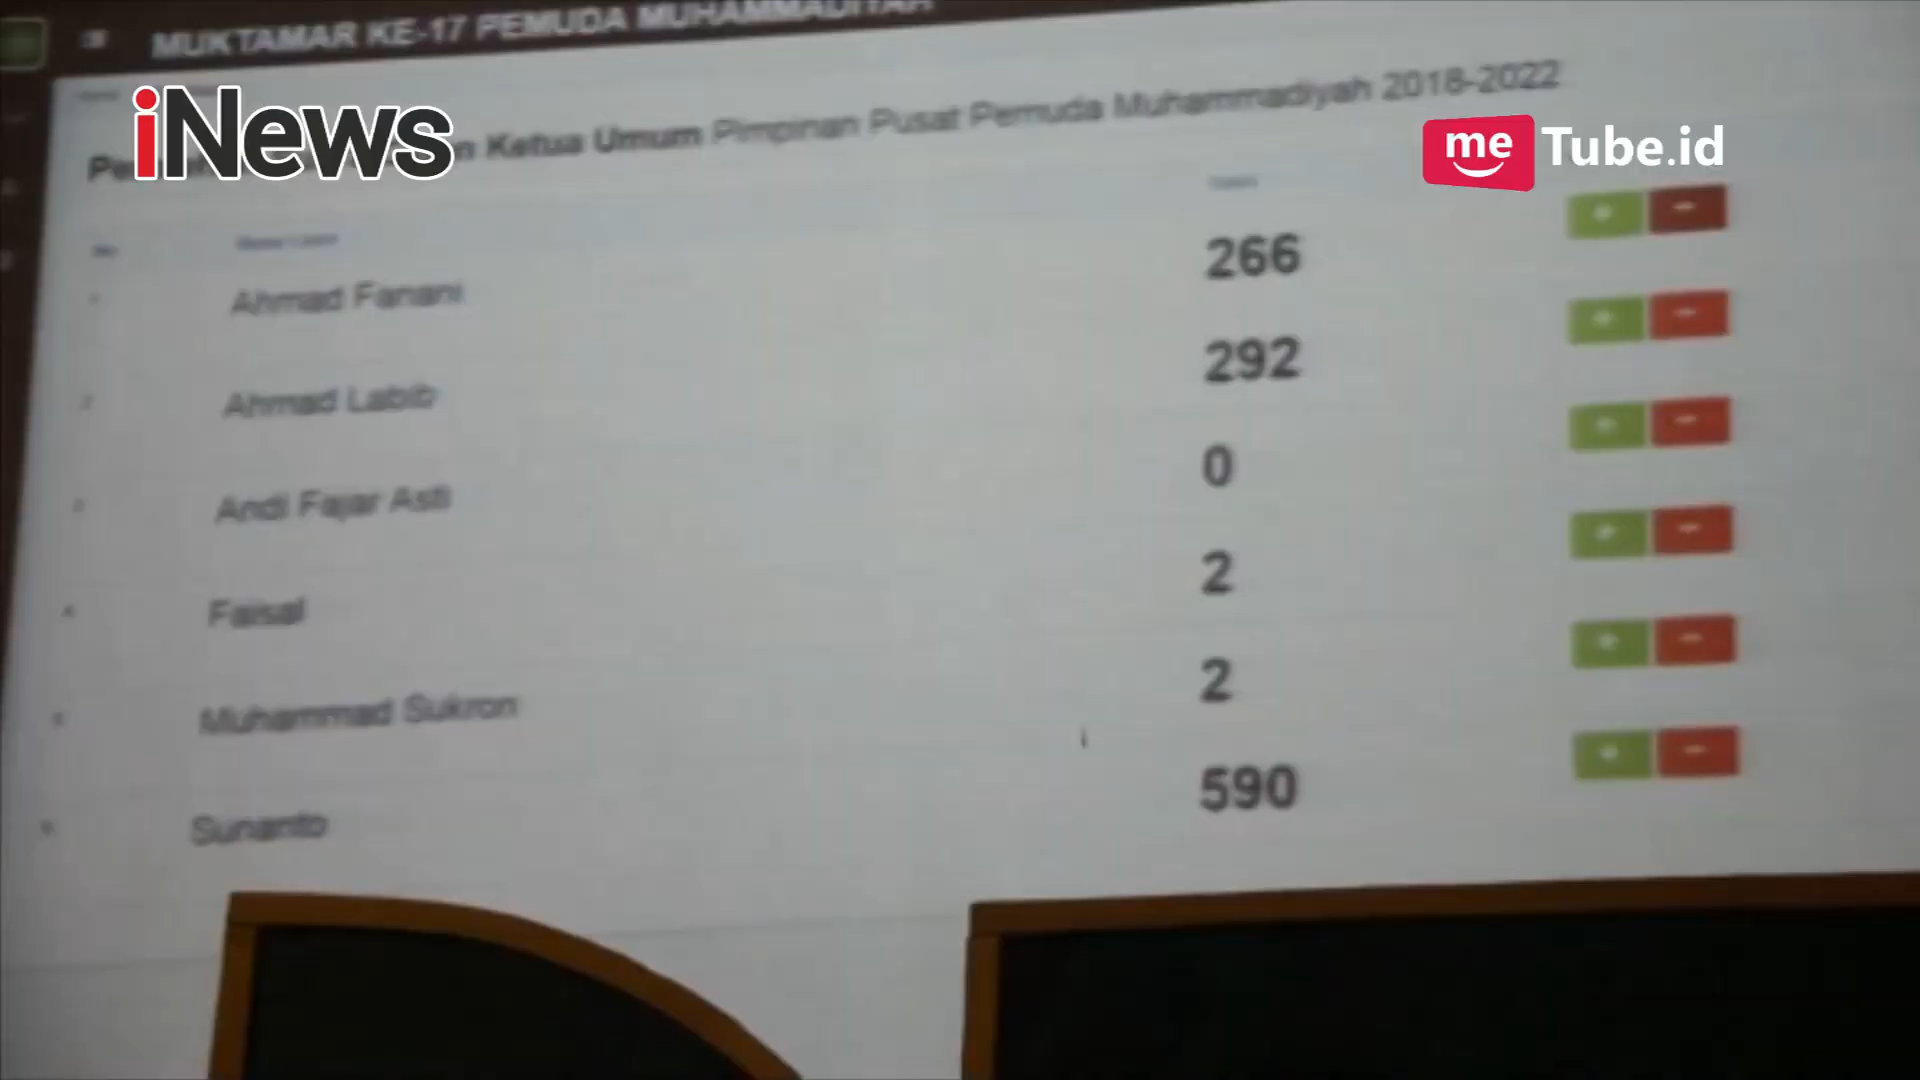 MUKTAMAR KE-17 PEMUDA MUHAMMADIYAH
iNews
me Tube.id
Ketua Umum Pimpinan Pusat Pemuda Muhammadiyah 2018-2022
Ahmad Fanani 266
Ahmad Labib 292
Andi Fajar Asti 0
Faisal 2
Muhammad Sukron 2
Sunanto 590